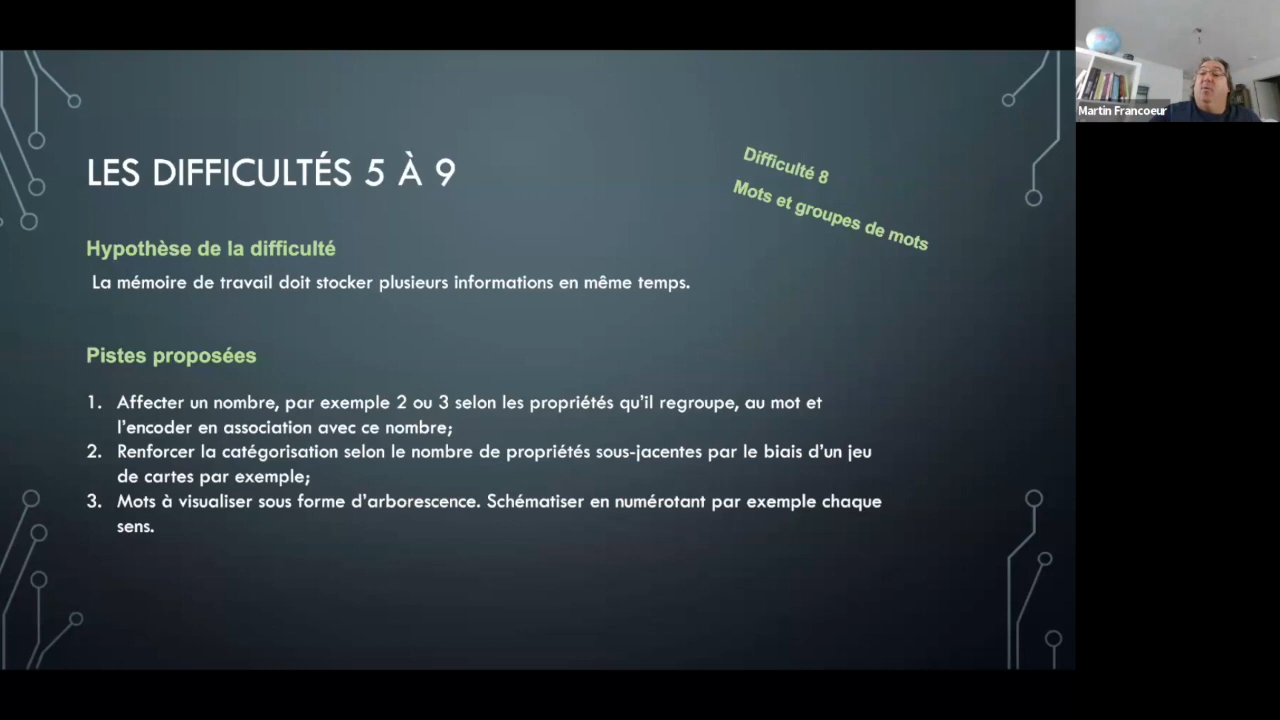 LES DIFFICULTÉS 5 À 9
Difficulté 8
Mots et groupes de mots
Hypothèse de la difficulté
La mémoire de travail doit stocker plusieurs informations en même temps.
Pistes proposées
1. Affecter un nombre, par exemple 2 ou 3 selon les propriétés qu'il regroupe, au mot et
l'encoder en association avec ce nombre;
2. Renforcer la catégorisation selon le nombre de propriétés sous-jacentes par le biais d'un jeu
de cartes par exemple;
3. Mots à visualiser sous forme d'arborescence. Schématiser en numérotant par exemple chaque
sens.
Martin Francoeur